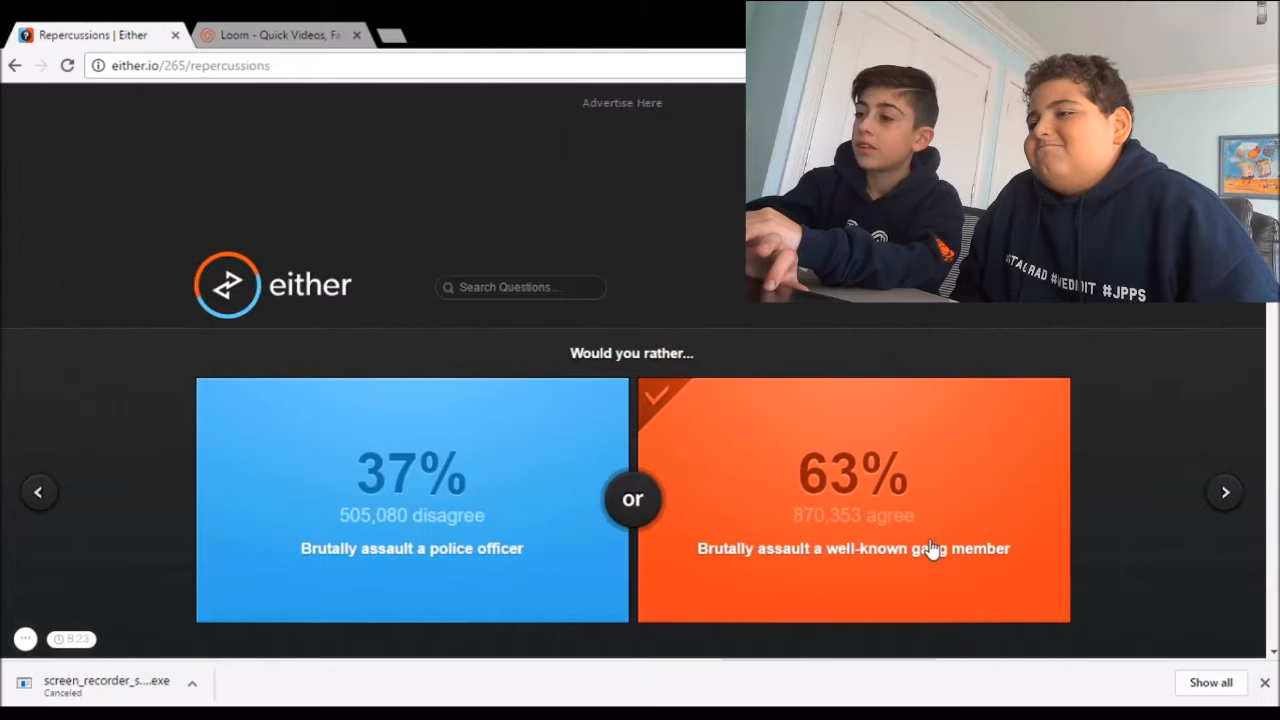 Repercussions | Either
Loom - Quick Videos, Fa
either.io/265/repercussions
Advertise Here
either
Search Questions...
#JPPS
Would you rather...
37%
505,080 disagree
Brutally assault a police officer
or
63%
870,353 agree
Brutally assault a well-known gang member
8:23
screen_recorder_s....exe
Canceled
Show all